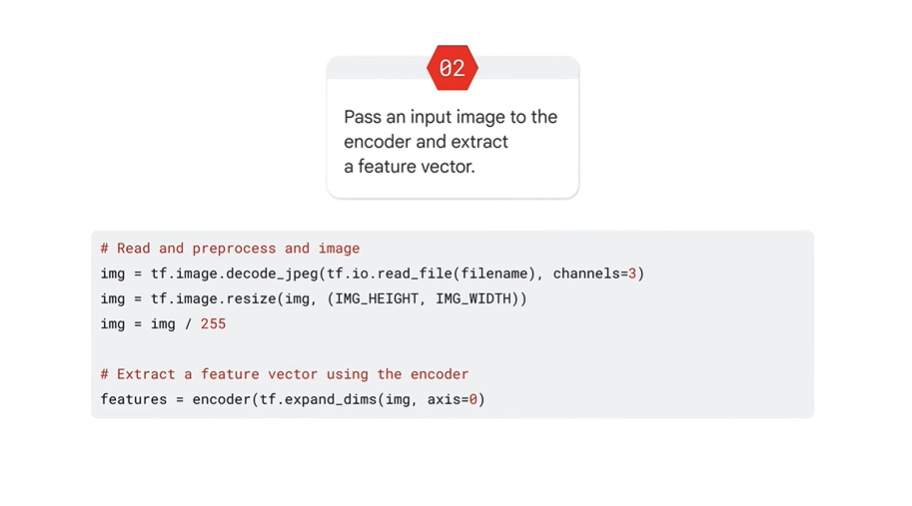 02
Pass an input image to the
encoder and extract
a feature vector.
# Read and preprocess and image
img = tf.image.decode_jpeg(tf.io.read_file(filename), channels=3)
img = tf.image.resize(img, (IMG_HEIGHT, IMG_WIDTH))
img = img / 255
# Extract a feature vector using the encoder
features = encoder(tf.expand_dims(img, axis=0)